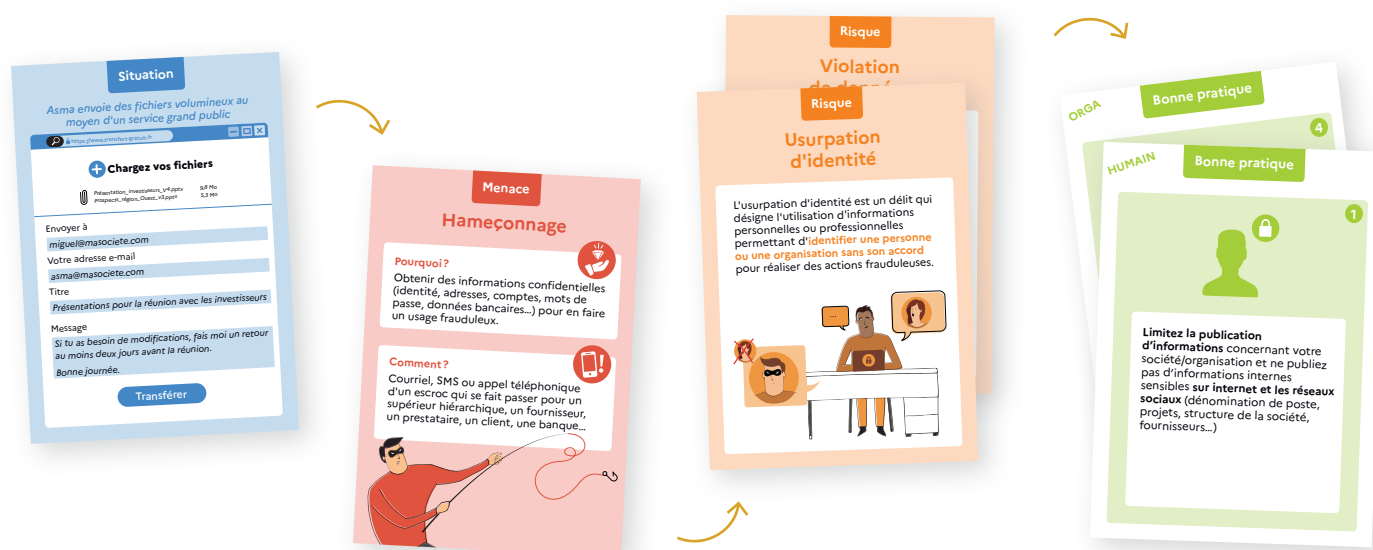 Situation
Asma envoie des fichiers volumineux au
moyen d'un service grand public
https://www.transfert-gratuit.fr
Chargez vos fichiers
Présentation_Investisseurs_V4.pptx 9,8 Mo
Prospects_région_Ouest_v3.pptx 5,3 Mo
Envoyer à
miguel@masociete.com
Votre adresse e-mail
asma@masociete.com
Titre
Présentations pour la réunion avec les investisseurs
Message
Si tu as besoin de modifications, fais moi un retour
au moins deux jours avant la réunion.
Bonne journée.
Transférer
Menace
Hameçonnage
Pourquoi ?
Obtenir des informations confidentielles
(identité, adresses, comptes, mots de
passe, données bancaires...) pour en faire
un usage frauduleux.
Comment ?
Courriel, SMS ou appel téléphonique
d'un escroc qui se fait passer pour un
supérieur hiérarchique, un fournisseur,
un prestataire, un client, une banque...
Risque
Violation
Risque
Usurpation
d'identité
L'usurpation d'identité est un délit qui
désigne l'utilisation d'informations
personnelles ou professionnelles
permettant d'identifier une personne
ou une organisation sans son accord
pour réaliser des actions frauduleuses.
...
ORGA
Bonne pratique
4
HUMAIN
Bonne pratique
1
Limitez la publication
d'informations concernant votre
société/organisation et ne publiez
pas d'informations internes
sensibles sur internet et les réseaux
sociaux (dénomination de poste,
projets, structure de la société,
fournisseurs...)